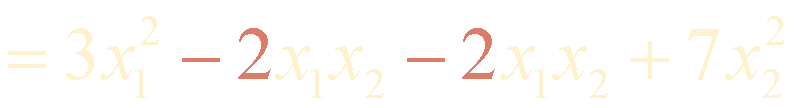 = 3x₁² − 2x₁x₂ − 2x₁x₂ + 7x₂²